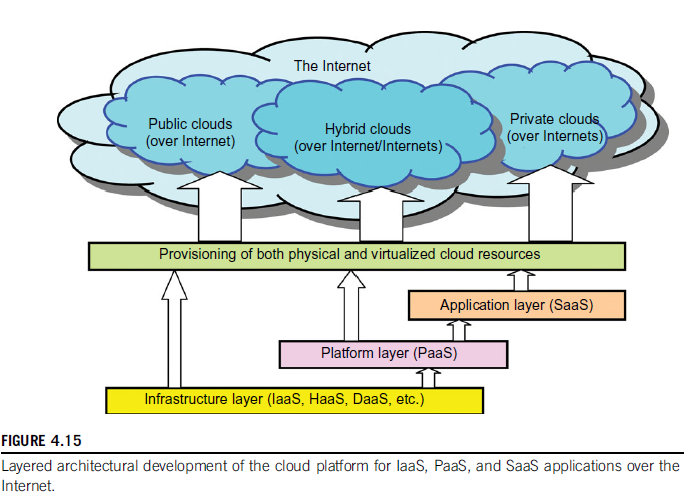 The Internet
Public clouds
(over Internet)
Hybrid clouds
(over Internet/Internets)
Private clouds
(over Internets)
Provisioning of both physical and virtualized cloud resources
Application layer (SaaS)
Platform layer (PaaS)
Infrastructure layer (IaaS, HaaS, DaaS, etc.)
FIGURE 4.15
Layered architectural development of the cloud platform for IaaS, PaaS, and SaaS applications over the
Internet.